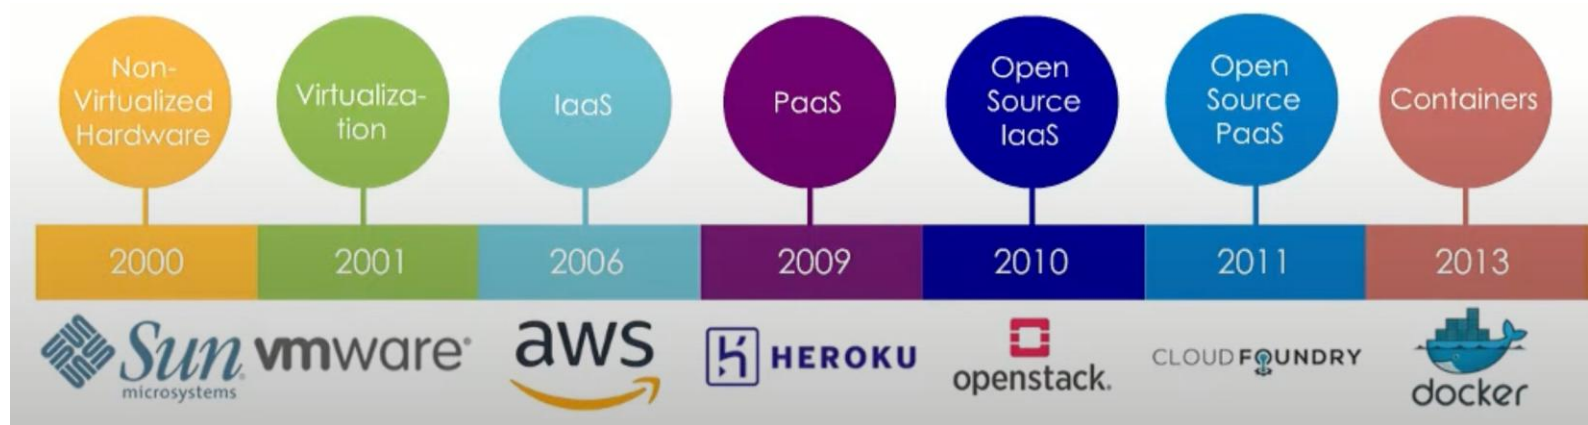 Non-
Virtualized
Hardware
Virtualiza-
tion
IaaS
PaaS
Open
Source
IaaS
Open
Source
PaaS
Containers
2000
2001
2006
2009
2010
2011
2013
Sun
microsystems
vmware®
aws
HEROKU
openstack.
CLOUD FOUNDRY
docker